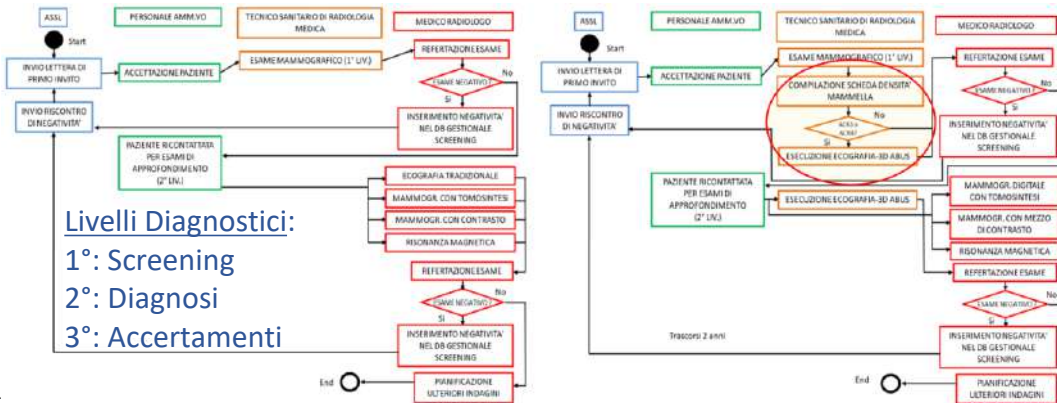 ASSL
PERSONALE AMM.VO
TECNICO SANITARIO DI RADIOLOGIA
MEDICA
MEDICO RADIOLOGO
Start
INVIO LETTERA DI
PRIMO INVITO
ACCETTAZIONE PAZIENTE
ESAME MAMMOGRAFICO (1° LIV.)
REFERTAZIONE ESAME
ESAME NEGATIVO ?
No
Si
INVIO RISCONTRO
DI NEGATIVITA'
INSERIMENTO NEGATIVITA'
NEL DB GESTIONALE
SCREENING
PAZIENTE RICONTATTATA
PER ESAMI DI
APPROFONDIMENTO
(2° LIV.)
ECOGRAFIA TRADIZIONALE
MAMMOGR. CON TOMOSINTESI
MAMMOGR. CON CONTRASTO
RISONANZA MAGNETICA
Livelli Diagnostici:
1°: Screening
2°: Diagnosi
3°: Accertamenti
REFERTAZIONE ESAME
ESAME NEGATIVO ?
No
Si
INSERIMENTO NEGATIVITA'
NEL DB GESTIONALE
SCREENING
End
PIANIFICAZIONE
ULTERIORI INDAGINI
ASSL
PERSONALE AMM.VO
TECNICO SANITARIO DI RADIOLOGIA
MEDICA
MEDICO RADIOLOGO
Start
INVIO LETTERA DI
PRIMO INVITO
ACCETTAZIONE PAZIENTE
ESAME MAMMOGRAFICO (1° LIV.)
REFERTAZIONE ESAME
COMPILAZIONE SCHEDA DENSITA'
MAMMELLA
ESAME NEGATIVO ?
No
Si
INVIO RISCONTRO
DI NEGATIVITA'
No
Si
ESECUZIONE ECOGRAFIA-3D ABUS
INSERIMENTO NEGATIVITA'
NEL DB GESTIONALE
SCREENING
PAZIENTE RICONTATTATA
PER ESAMI DI
APPROFONDIMENTO
(2° LIV.)
ESECUZIONE ECOGRAFIA-3D ABUS
MAMMOGR. DIGITALE
CON TOMOSINTESI
MAMMOGR. CON MEZZO
DI CONTRASTO
RISONANZA MAGNETICA
REFERTAZIONE ESAME
ESAME NEGATIVO ?
No
Si
Trascorsi 2 anni
INSERIMENTO NEGATIVITA'
NEL DB GESTIONALE
SCREENING
End
PIANIFICAZIONE
ULTERIORI INDAGINI